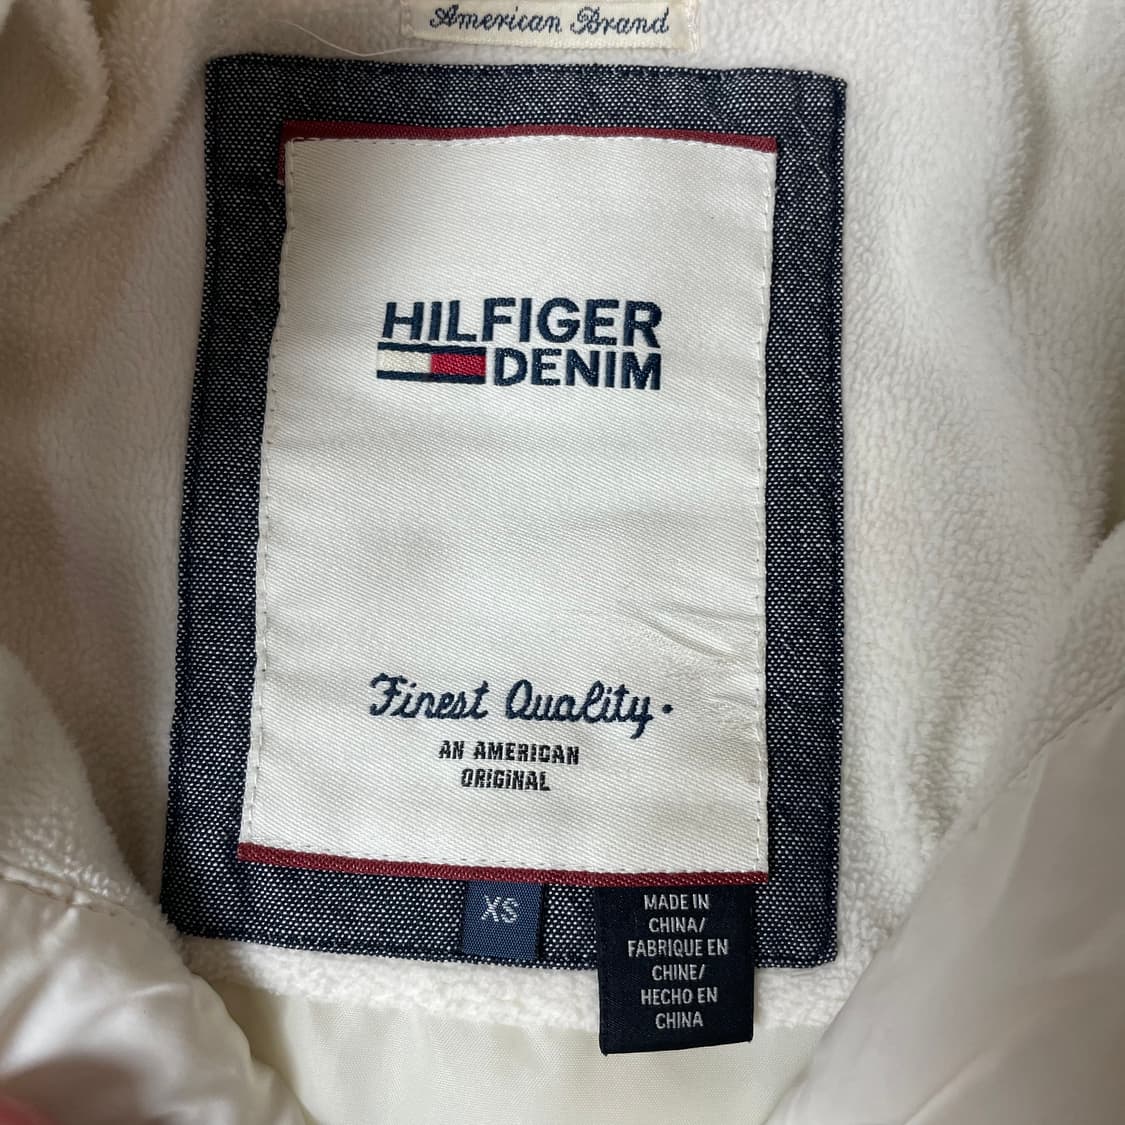 American Brand
HILFIGER
DENIM
Finest Quality.
AN AMERICAN
ORIGINAL
XS
MADE IN
CHINA/
FABRIQUE EN
CHINE/
HECHO EN
CHINA